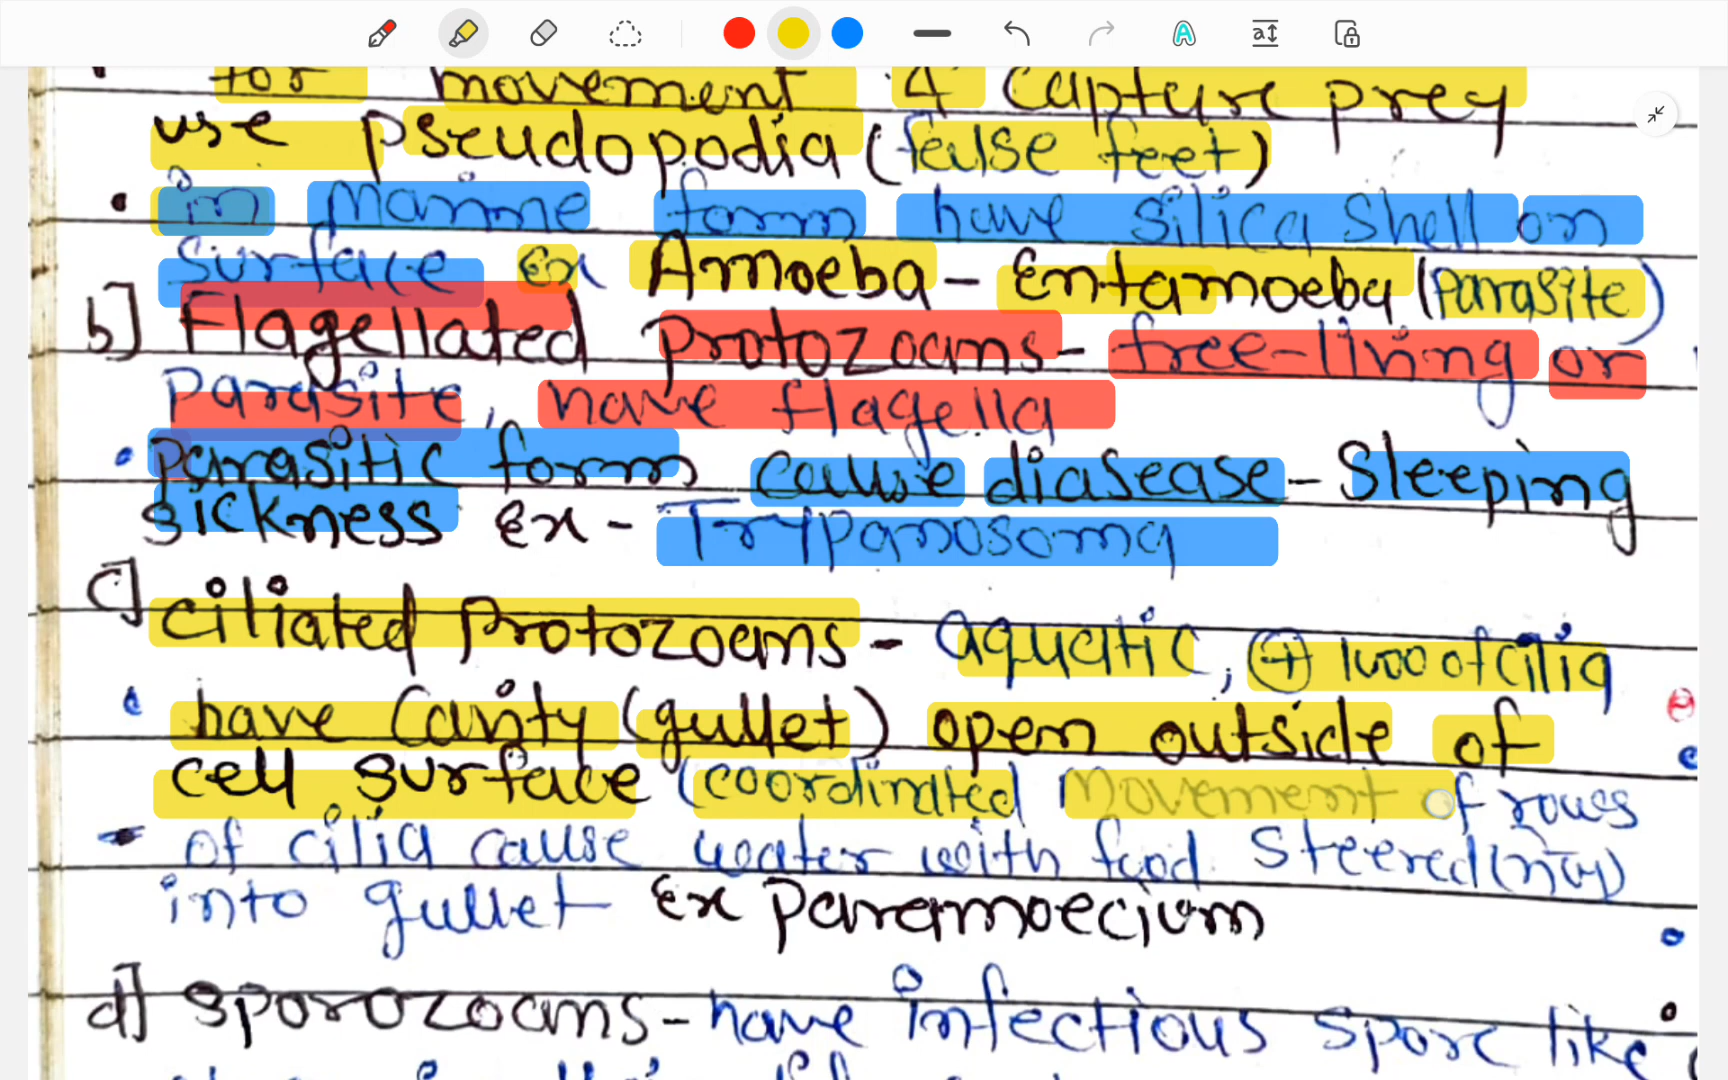 for movement & capture prey
use pseudopodia (false feet)
• in marine form have silica shell on
surface Ex Amoeba - Entamoeba (parasite)
b] Flagellated protozoans - free-living or
parasite, have flagella
• parasitic form cause diasease - Sleeping
sickness Ex - Trypanosoma
c] ciliated protozoans - aquatic, ⊕ 1000 of cilia
have cavity (gullet) open outside of
cell surface (coordinated movement of rows
- of cilia cause water with food steered
into gullet Ex paramoecium
d] sporozoans - have infectious spore like